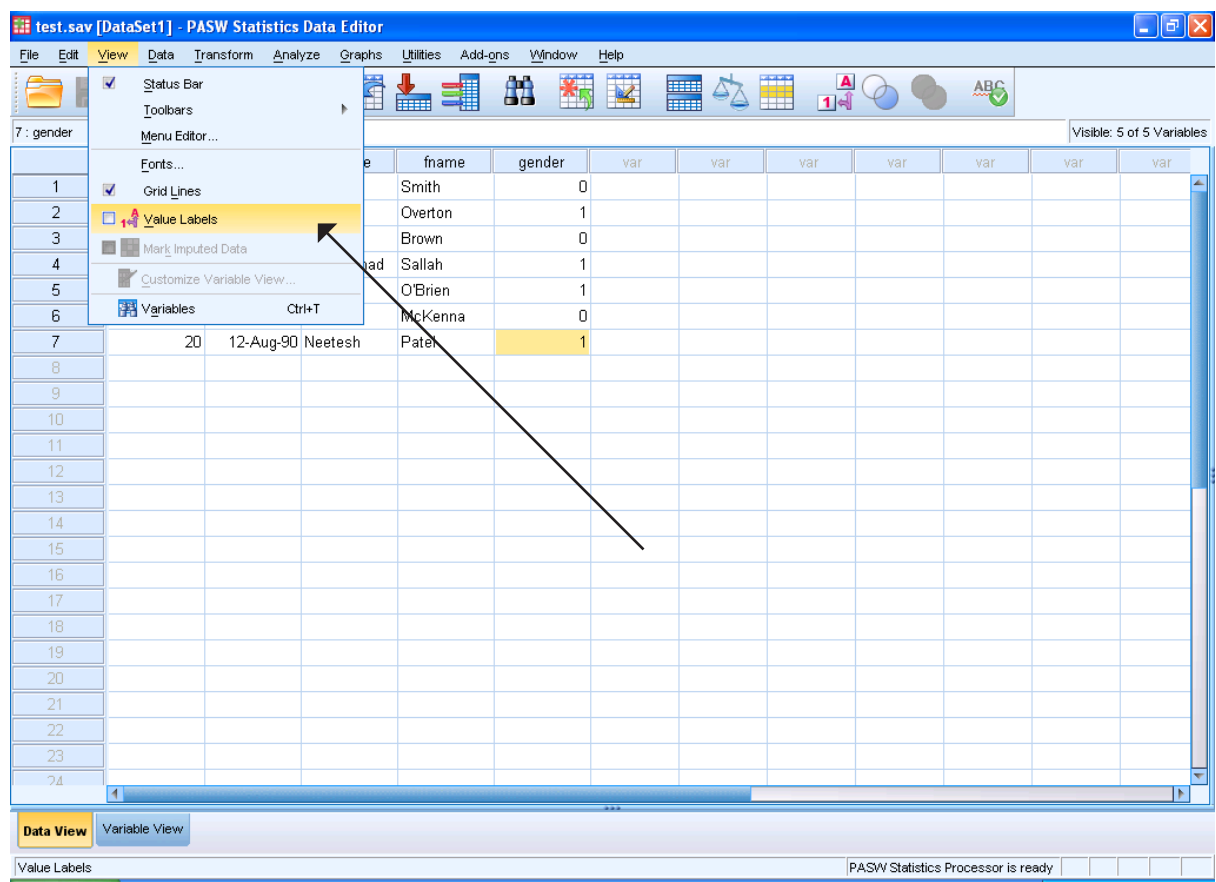 test.sav [DataSet1] - PASW Statistics Data Editor
File Edit View Data Transform Analyze Graphs Utilities Add-ons Window Help
1 A ABC
7 : gender Visible: 5 of 5 Variables
Status Bar
Toolbars
Menu Editor...
Fonts...
Grid Lines
1 A Value Labels
Mark Imputed Data
Customize Variable View...
Variables Ctrl+T
e fname gender var var var var var var var
1 Smith 0
2 Overton 1
3 Brown 0
4 ad Sallah 1
5 O'Brien 1
6 McKenna 0
7 20 12-Aug-90 Neetesh Patel 1
8
9
10
11
12
13
14
15
16
17
18
19
20
21
22
23
24
Data View Variable View
Value Labels PASW Statistics Processor is ready